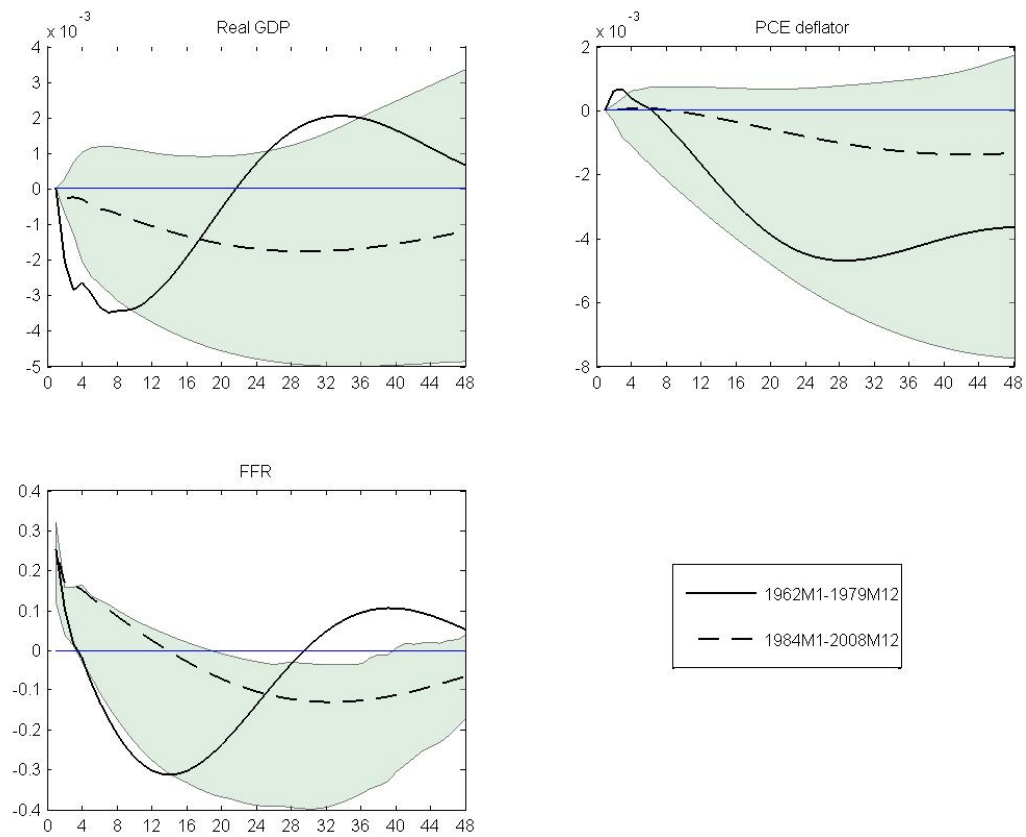 x 10⁻³
Real GDP
4
3
2
1
0
-1
-2
-3
-4
-5
0 4 8 12 16 20 24 28 32 36 40 44 48
x 10⁻³
PCE deflator
2
0
-2
-4
-6
-8
0 4 8 12 16 20 24 28 32 36 40 44 48
FFR
0.4
0.3
0.2
0.1
0
-0.1
-0.2
-0.3
-0.4
0 4 8 12 16 20 24 28 32 36 40 44 48
1962M1-1979M12
1984M1-2008M12